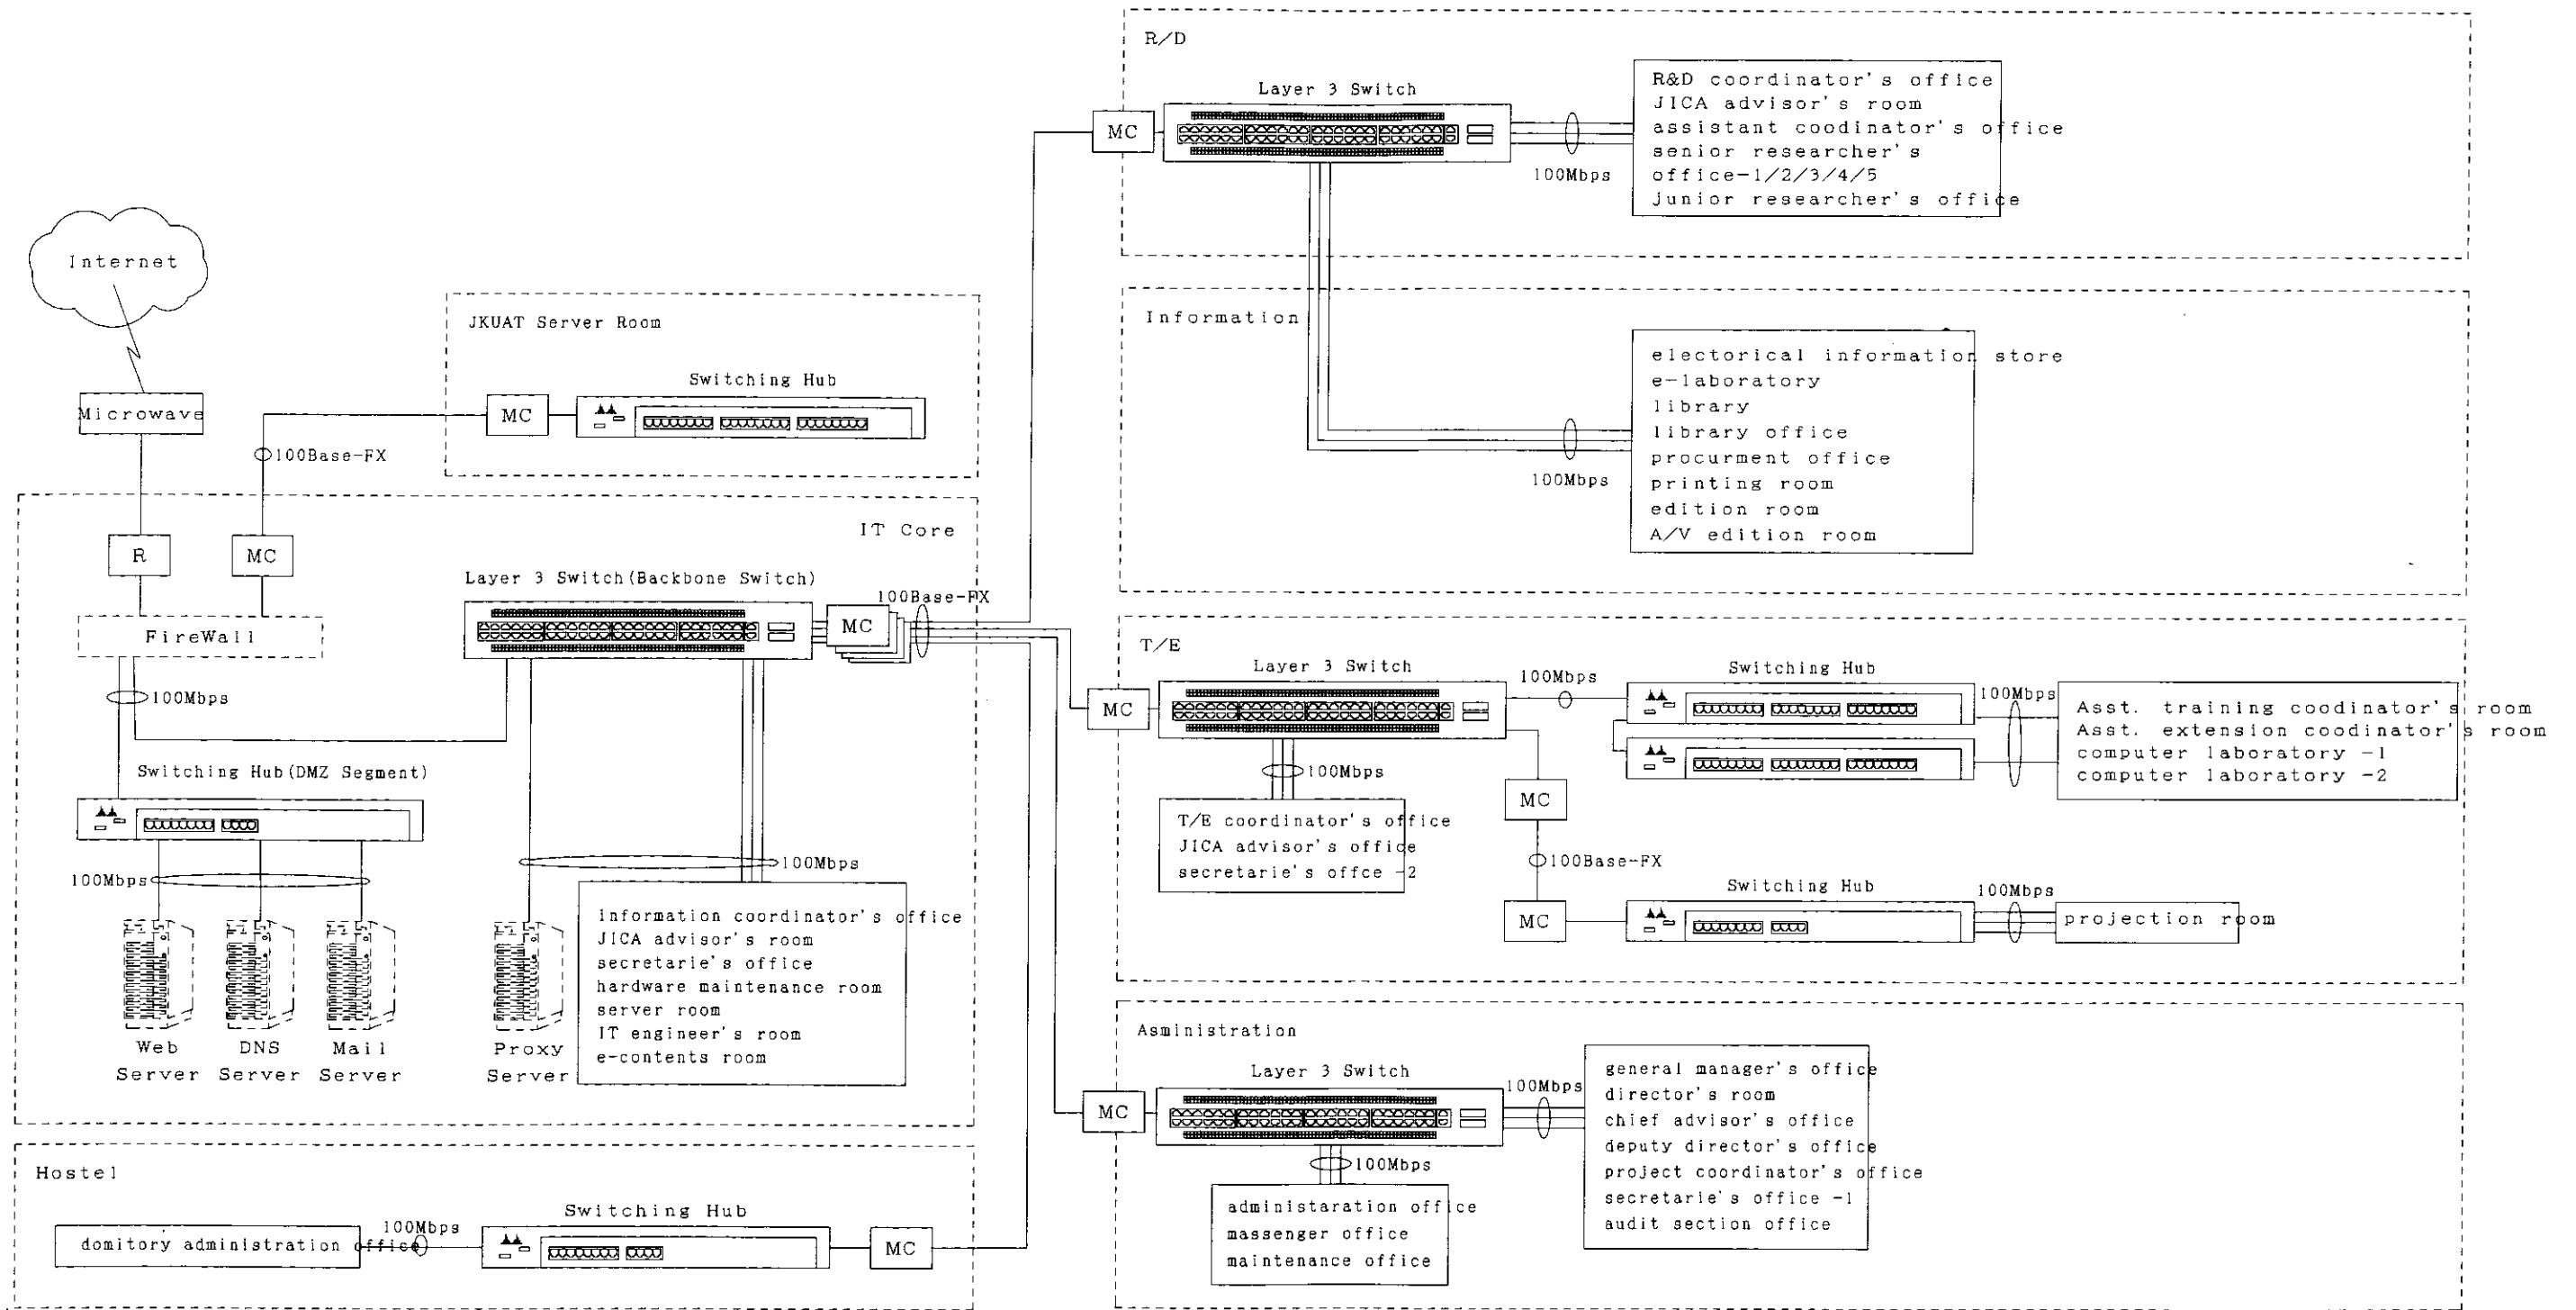 R/D
Layer 3 Switch
MC
100Mbps
R&D coordinator's office
JICA advisor's room
assistant coodinator's office
senior researcher's
office-1/2/3/4/5
junior researcher's office
Internet
Microwave
100Base-FX
JKUAT Server Room
Switching Hub
MC
Information
100Mbps
electorical information store
e-laboratory
library
library office
procurment office
printing room
edition room
A/V edition room
IT Core
R
MC
FireWall
100Mbps
Layer 3 Switch(Backbone Switch)
MC
100Base-FX
Switching Hub(DMZ Segment)
100Mbps
Web
Server
DNS
Server
Mail
Server
Proxy
Server
100Mbps
information coordinator's office
JICA advisor's room
secretarie's office
hardware maintenance room
server room
IT engineer's room
e-contents room
T/E
Layer 3 Switch
MC
100Mbps
Switching Hub
100Mbps
Asst. training coodinator's room
Asst. extension coodinator's room
computer laboratory -1
computer laboratory -2
100Mbps
T/E coordinator's office
JICA advisor's office
secretarie's offce -2
MC
100Base-FX
MC
Switching Hub
100Mbps
projection room
Asministration
Layer 3 Switch
MC
100Mbps
general manager's office
director's room
chief advisor's office
deputy director's office
project coordinator's office
secretarie's office -1
audit section office
100Mbps
administaration office
massenger office
maintenance office
Hostel
domitory administration office
100Mbps
Switching Hub
MC